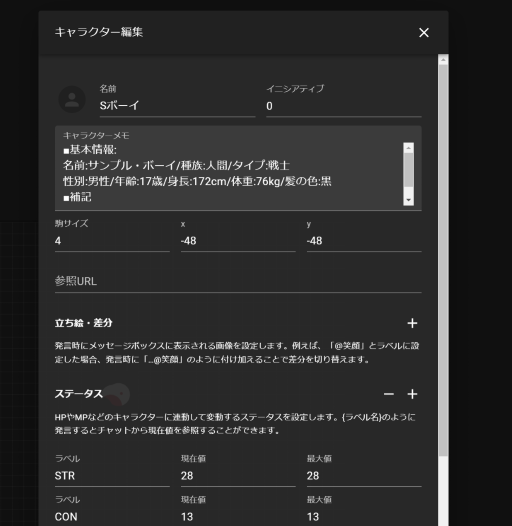 キャラクター編集
名前
イニシアティブ
Sボーイ
0
キャラクターメモ
■基本情報:
名前:サンプル・ボーイ/種族:人間/タイプ:戦士
性別:男性/年齢:17歳/身長:172cm/体重:76kg/髪の色:黒
■補記
駒サイズ
x
y
4
-48
-48
参照URL
立ち絵・差分
発言時にメッセージボックスに表示される画像を設定します。例えば、「@笑顔」とラベルに設
定した場合、発言時に「…@笑顔」のように付け加えることで差分を切り替えます。
ステータス
HPやMPなどのキャラクターに連動して変動するステータスを設定します。{ラベル名}のように
発言するとチャットから現在値を参照することができます。
ラベル
現在値
最大値
STR
28
28
ラベル
現在値
最大値
CON
13
13